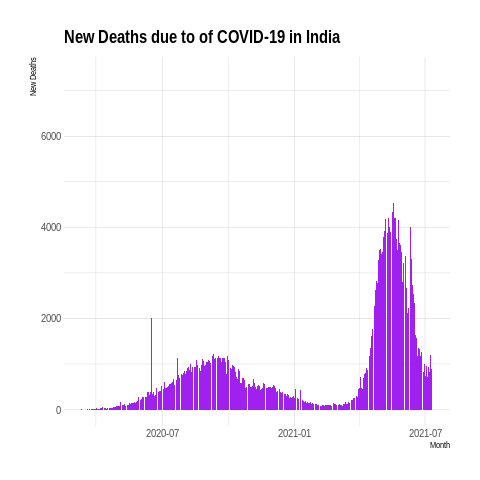 New Deaths due to of COVID-19 in India
New Deaths
6000
4000
2000
0
2020-07
2021-01
2021-07
Month